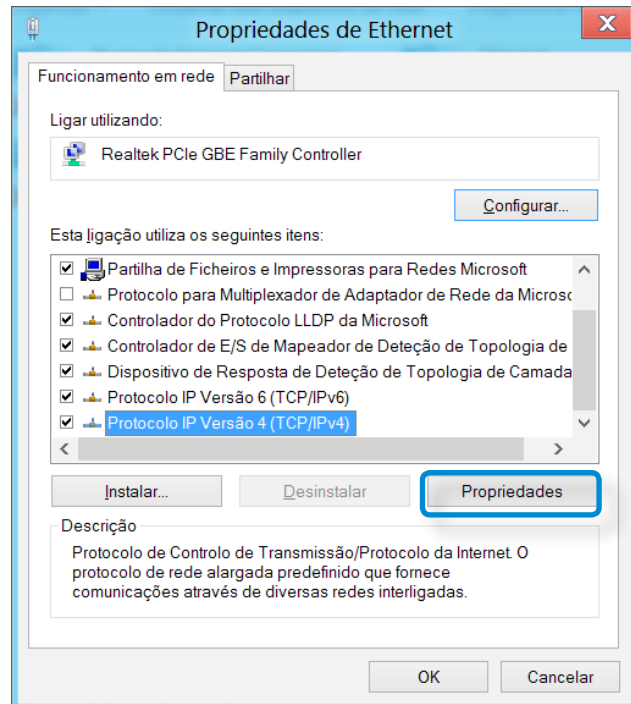 Propriedades de Ethernet
Funcionamento em rede Partilhar
Ligar utilizando:
Realtek PCIe GBE Family Controller
Configurar...
Esta ligação utiliza os seguintes itens:
Partilha de Ficheiros e Impressoras para Redes Microsoft
Protocolo para Multiplexador de Adaptador de Rede da Microsc
Controlador do Protocolo LLDP da Microsoft
Controlador de E/S de Mapeador de Deteção de Topologia de
Dispositivo de Resposta de Deteção de Topologia de Camada
Protocolo IP Versão 6 (TCP/IPv6)
Protocolo IP Versão 4 (TCP/IPv4)
Instalar... Desinstalar Propriedades
Descrição
Protocolo de Controlo de Transmissão/Protocolo da Internet. O
protocolo de rede alargada predefinido que fornece
comunicações através de diversas redes interligadas.
OK Cancelar